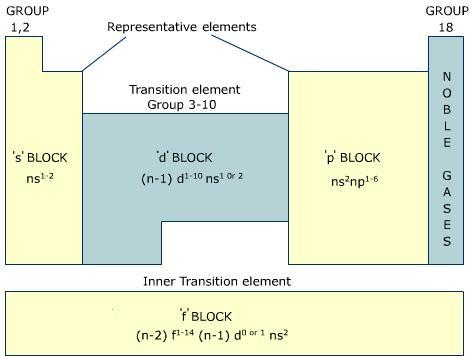 GROUP
1,2
Representative elements
GROUP
18
Transition element
Group 3-10
's' BLOCK
ns¹⁻²
'd' BLOCK
(n-1) d¹⁻¹⁰ ns¹ ⁰ʳ ²
'p' BLOCK
ns²np¹⁻⁶
N
O
B
L
E
G
A
S
E
S
Inner Transition element
'f' BLOCK
(n-2) f¹⁻¹⁴ (n-1) d⁰ ᵒʳ ¹ ns²